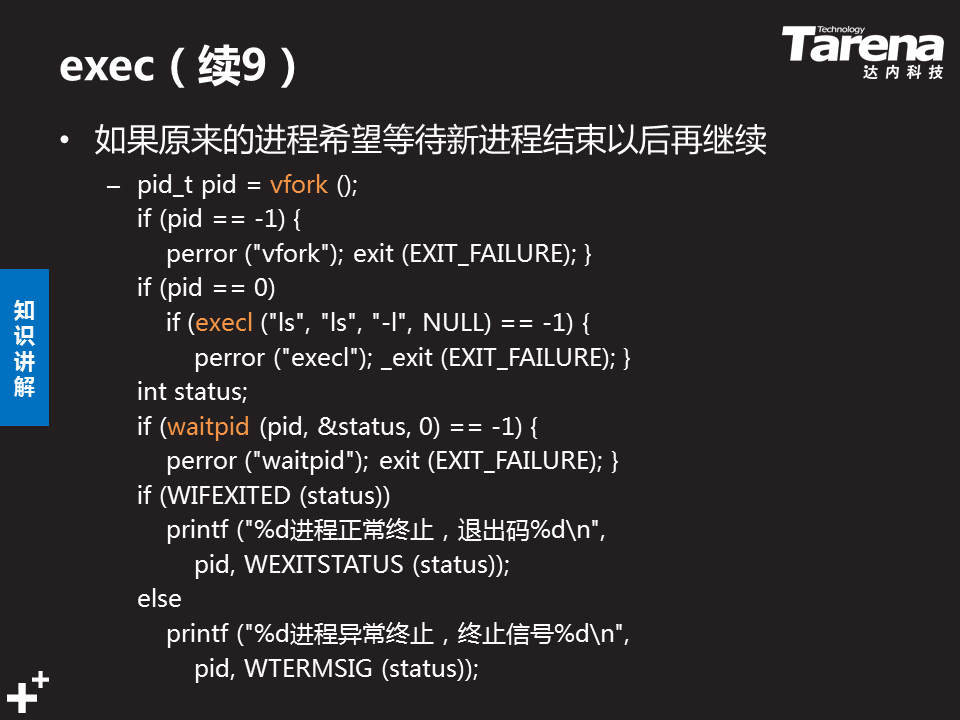 exec（续9）
Technology
Tarena
达内科技
• 如果原来的进程希望等待新进程结束以后再继续
– pid_t pid = vfork ();
if (pid == -1) {
perror ("vfork"); exit (EXIT_FAILURE); }
if (pid == 0)
if (execl ("ls", "ls", "-l", NULL) == -1) {
perror ("execl"); _exit (EXIT_FAILURE); }
int status;
if (waitpid (pid, &status, 0) == -1) {
perror ("waitpid"); exit (EXIT_FAILURE); }
if (WIFEXITED (status))
printf ("%d进程正常终止，退出码%d\n",
pid, WEXITSTATUS (status));
else
printf ("%d进程异常终止，终止信号%d\n",
pid, WTERMSIG (status));
知识讲解